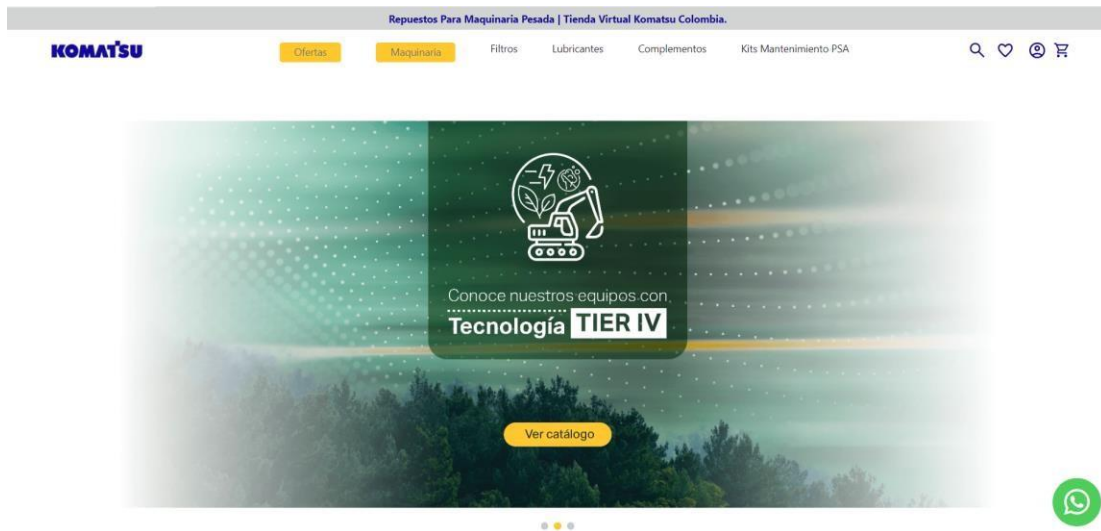 Repuestos Para Maquinaria Pesada | Tienda Virtual Komatsu Colombia.
KOMATSU
Ofertas
Maquinaria
Filtros
Lubricantes
Complementos
Kits Mantenimiento PSA
Conoce nuestros equipos con
Tecnología TIER IV
Ver catálogo